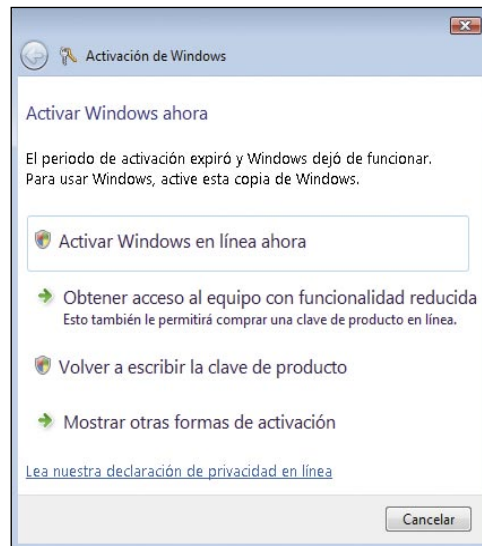 Activación de Windows
Activar Windows ahora
El periodo de activación expiró y Windows dejó de funcionar.
Para usar Windows, active esta copia de Windows.
Activar Windows en línea ahora
Obtener acceso al equipo con funcionalidad reducida
Esto también le permitirá comprar una clave de producto en línea.
Volver a escribir la clave de producto
Mostrar otras formas de activación
Lea nuestra declaración de privacidad en línea
Cancelar